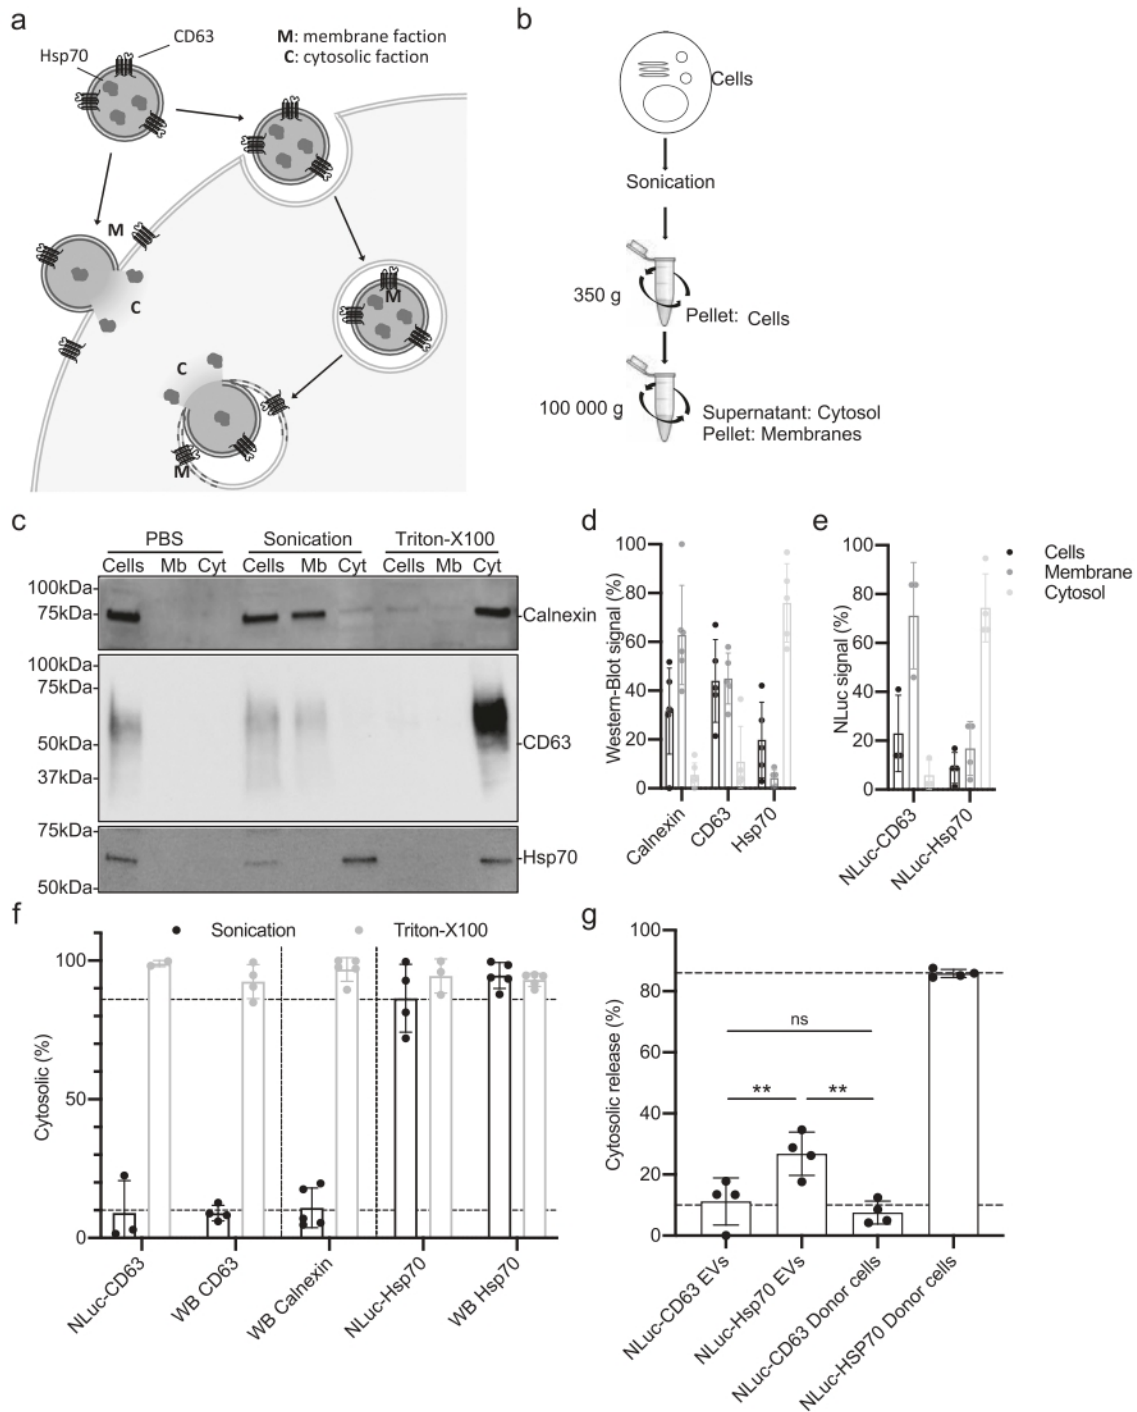 a
CD63
Hsp70
M: membrane faction
C: cytosolic faction
M
C
M
C
M
b
Cells
Sonication
350 g
Pellet: Cells
100 000 g
Supernatant: Cytosol
Pellet: Membranes
c
PBS Sonication Triton-X100
Cells Mb Cyt Cells Mb Cyt Cells Mb Cyt
100kDa
75kDa
Calnexin
100kDa
75kDa
50kDa
CD63
37kDa
75kDa
Hsp70
50kDa
d
Western-Blot signal (%)
100
80
60
40
20
0
Calnexin
CD63
Hsp70
e
NLuc signal (%)
100
80
60
40
20
0
NLuc-CD63
NLuc-Hsp70
Cells
Membrane
Cytosol
f
Sonication Triton-X100
Cytosolic (%)
100
50
0
NLuc-CD63
WB CD63
WB Calnexin
NLuc-Hsp70
WB Hsp70
g
Cytosolic release (%)
100
80
60
40
20
0
ns
** **
NLuc-CD63 EVs
NLuc-Hsp70 EVs
NLuc-CD63 Donor cells
NLuc-HSP70 Donor cells